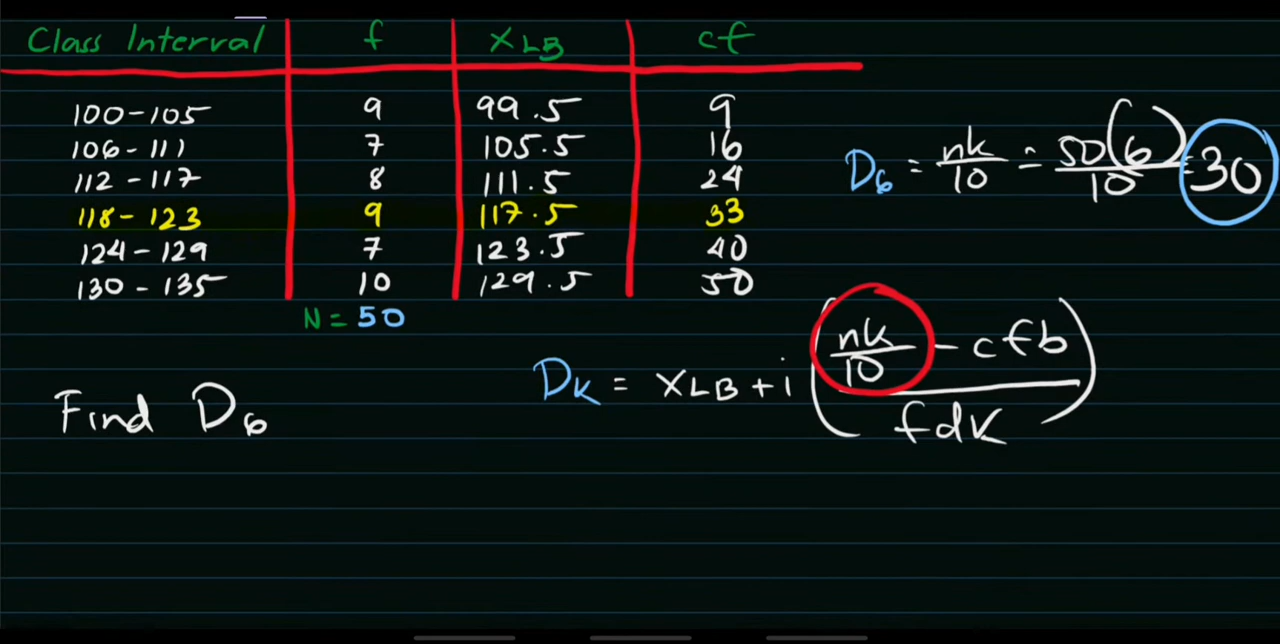 Class Interval f XLB cf
100-105 9 99.5 9
106-111 7 105.5 16
112-117 8 111.5 24
118-123 9 117.5 33
124-129 7 123.5 40
130-135 10 129.5 50
N = 50
D6 = nk/10 = 50(6)/10 = 30
DK = XLB + i (nk/10 - cfb / fdK)
Find D6